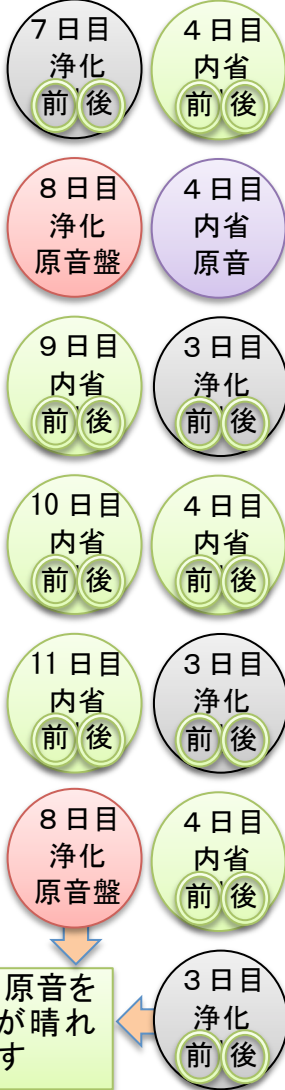 7日目
浄化
前 後
4日目
内省
前 後
8日目
浄化
原音盤
4日目
内省
原音
9日目
内省
前 後
3日目
浄化
前 後
10日目
内省
前 後
4日目
内省
前 後
11日目
内省
前 後
3日目
浄化
前 後
8日目
浄化
原音盤
4日目
内省
前 後
原音を
が晴れ
す
3日目
浄化
前 後